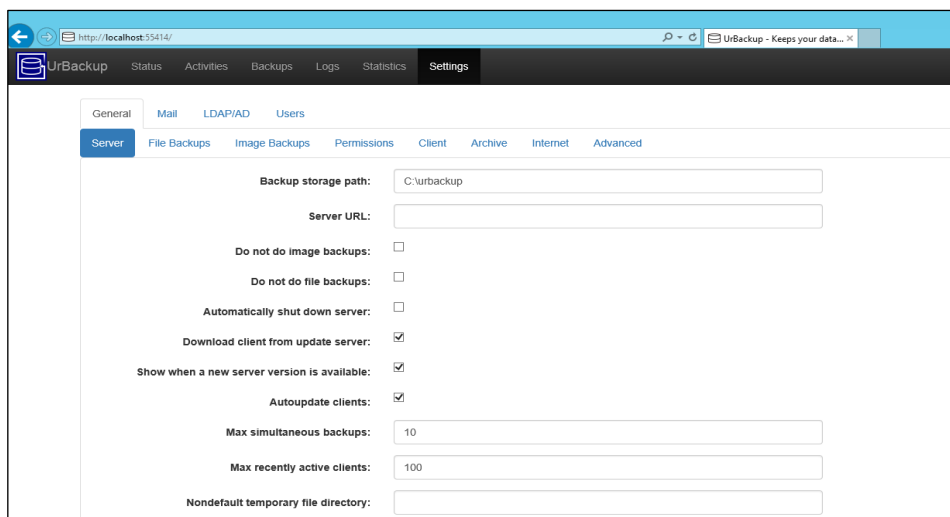 http://localhost:55414/
UrBackup - Keeps your data...
UrBackup Status Activities Backups Logs Statistics Settings
General Mail LDAP/AD Users
Server File Backups Image Backups Permissions Client Archive Internet Advanced
Backup storage path: C:\urbackup
Server URL:
Do not do image backups:
Do not do file backups:
Automatically shut down server:
Download client from update server:
Show when a new server version is available:
Autoupdate clients:
Max simultaneous backups: 10
Max recently active clients: 100
Nondefault temporary file directory: